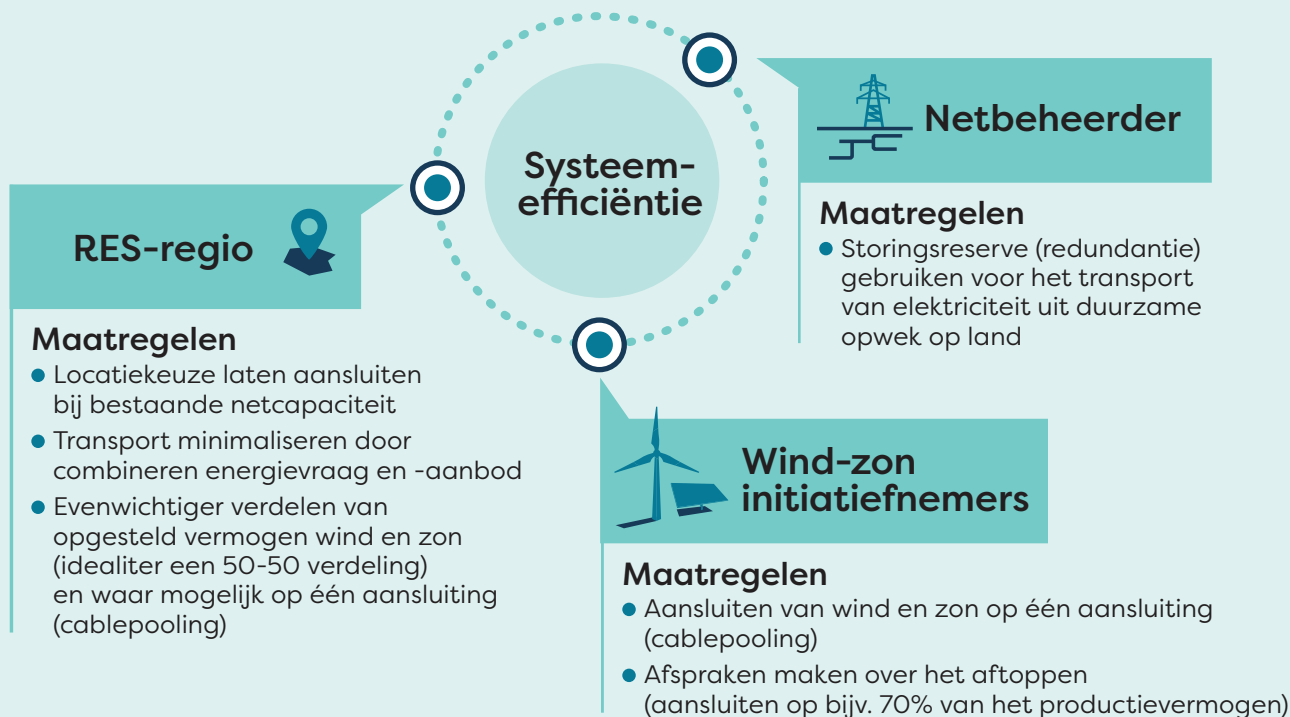 Systeem-
efficiëntie
RES-regio
Maatregelen
Locatiekeuze laten aansluiten
bij bestaande netcapaciteit
Transport minimaliseren door
combineren energievraag en -aanbod
Evenwichtiger verdelen van
opgesteld vermogen wind en zon
(idealiter een 50-50 verdeling)
en waar mogelijk op één aansluiting
(cablepooling)
Netbeheerder
Maatregelen
Storingsreserve (redundantie)
gebruiken voor het transport
van elektriciteit uit duurzame
opwek op land
Wind-zon
initiatiefnemers
Maatregelen
Aansluiten van wind en zon op één aansluiting
(cablepooling)
Afspraken maken over het aftoppen
(aansluiten op bijv. 70% van het productievermogen)